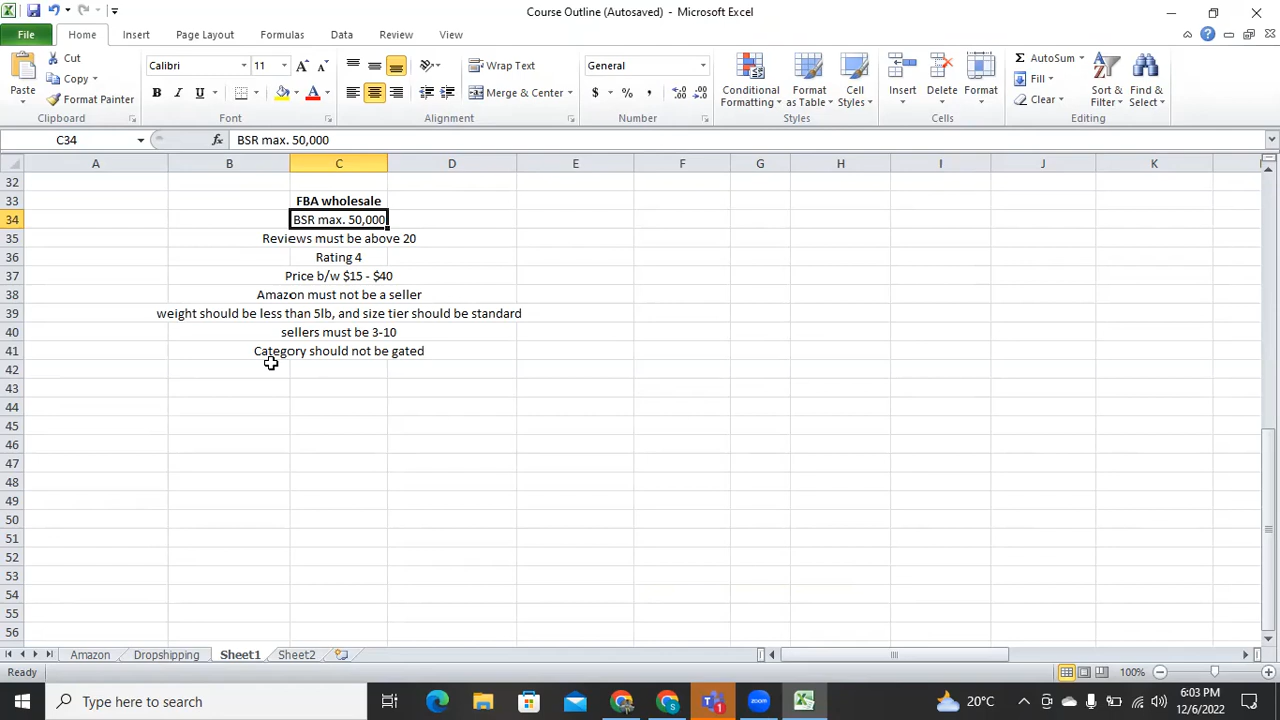 Course Outline (Autosaved) - Microsoft Excel
File Home Insert Page Layout Formulas Data Review View
Paste
Cut
Copy
Format Painter
Clipboard
Calibri 11
B I U
Font
Wrap Text
Merge & Center
Alignment
General
$ % ,
Number
Conditional Formatting
Format as Table
Cell Styles
Styles
Insert
Delete
Format
Cells
AutoSum
Fill
Clear
Sort & Filter
Find & Select
Editing
C34 fx BSR max. 50,000
A B C D E F G H I J K
32
33 FBA wholesale
34 BSR max. 50,000
35 Reviews must be above 20
36 Rating 4
37 Price b/w $15 - $40
38 Amazon must not be a seller
39 weight should be less than 5lb, and size tier should be standard
40 sellers must be 3-10
41 Category should not be gated
42
43
44
45
46
47
48
49
50
51
52
53
54
55
56
Amazon Dropshipping Sheet1 Sheet2
Ready 100%
Type here to search
zoom
20°C
6:03 PM
12/6/2022